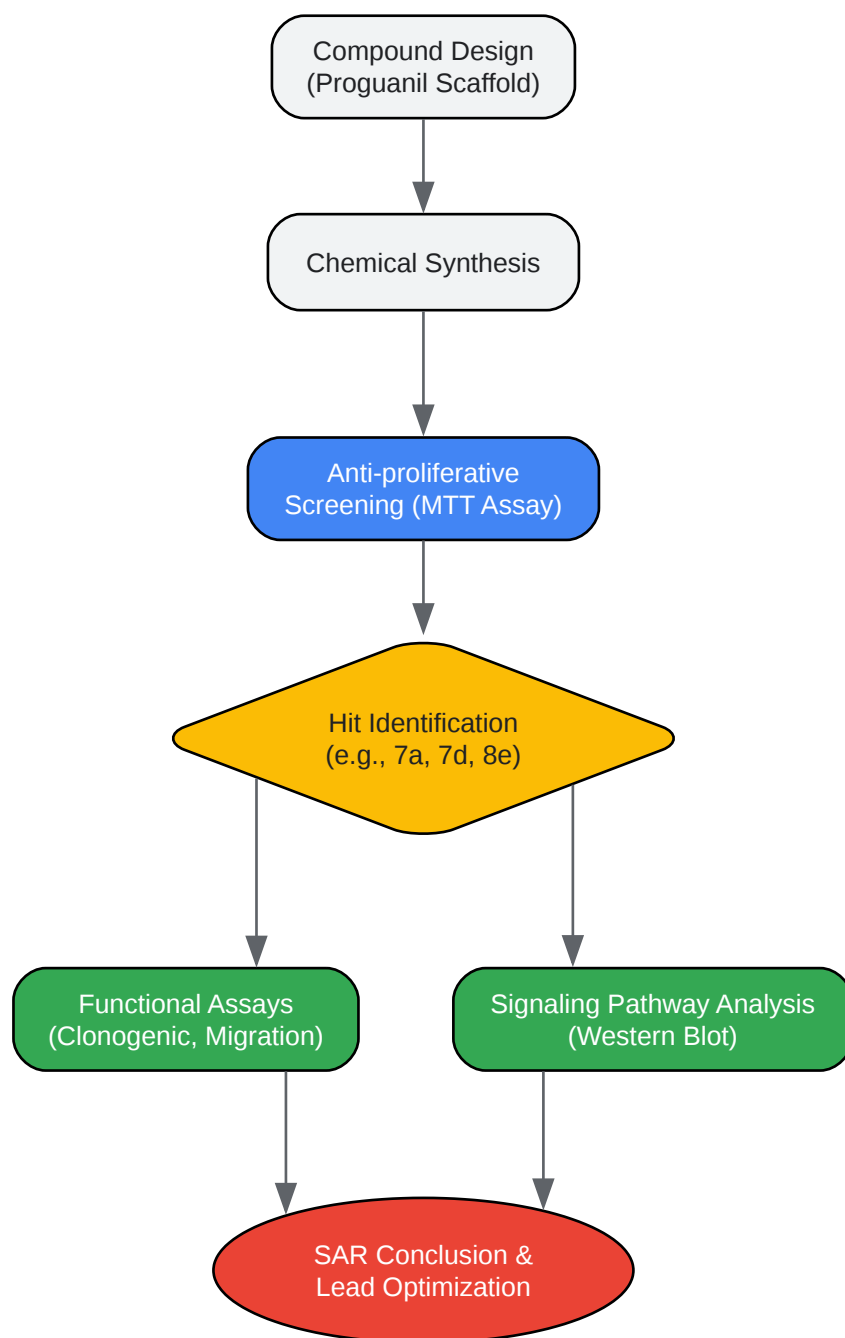 Compound Design
(Proguanil Scaffold)
Chemical Synthesis
Anti-proliferative
Screening (MTT Assay)
Hit Identification
(e.g., 7a, 7d, 8e)
Functional Assays
(Clonogenic, Migration)
Signaling Pathway Analysis
(Western Blot)
SAR Conclusion &
Lead Optimization